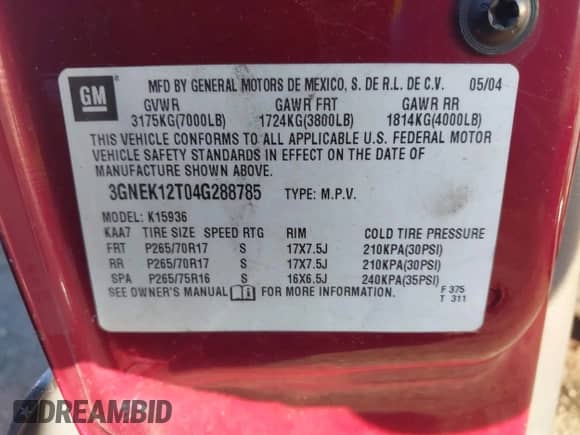 GM
®
MFD BY GENERAL MOTORS DE MEXICO, S. DE R.L. DE C.V. 05/04
GVWR GAWR FRT GAWR RR
3175KG(7000LB) 1724KG(3800LB) 1814KG(4000LB)
THIS VEHICLE CONFORMS TO ALL APPLICABLE U.S. FEDERAL MOTOR
VEHICLE SAFETY STANDARDS IN EFFECT ON THE DATE OF
MANUFACTURE SHOWN ABOVE.
3GNEK12T04G288785 TYPE: M.P.V.
MODEL: K15936
KAA7 TIRE SIZE SPEED RTG RIM COLD TIRE PRESSURE
FRT P265/70R17 S 17X7.5J 210KPA(30PSI)
RR P265/70R17 S 17X7.5J 210KPA(30PSI)
SPA P265/75R16 S 16X6.5J 240KPA(35PSI)
SEE OWNER'S MANUAL FOR MORE INFORMATION. F 375
T 311
DREAMBID